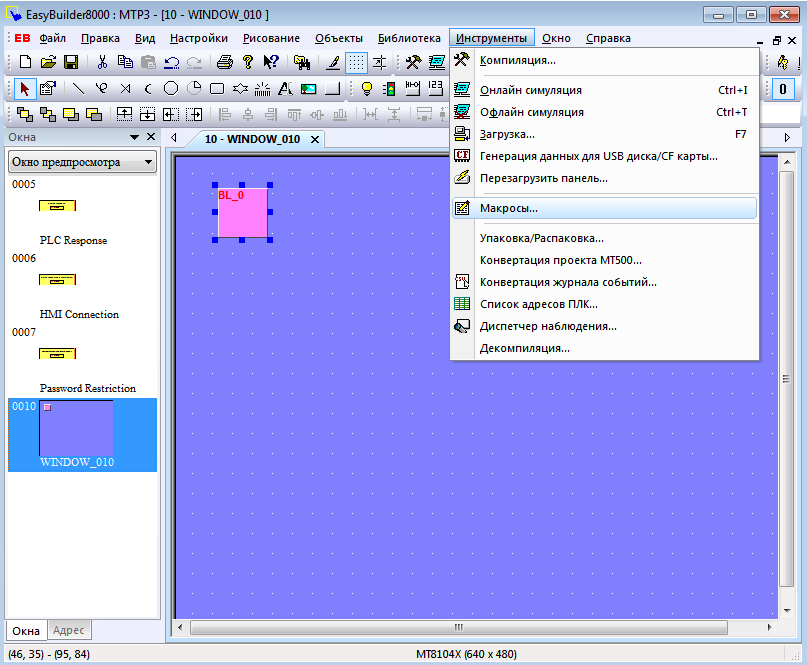 EasyBuilder8000 : MTP3 - [10 - WINDOW_010 ]
EB Файл Правка Вид Настройки Рисование Объекты Библиотека Инструменты Окно Справка
Компиляция...
Онлайн симуляция Ctrl+I
Офлайн симуляция Ctrl+T
Загрузка... F7
CF Генерация данных для USB диска/CF карты...
Перезагрузить панель...
Макросы...
Упаковка/Распаковка...
Конвертация проекта MT500...
Конвертация журнала событий...
Список адресов ПЛК...
Диспетчер наблюдения...
Декомпиляция...
0
Окна
10 - WINDOW_010
Окно предпросмотра
0005
PLC Response
0006
HMI Connection
0007
Password Restriction
0010
WINDOW_010
BL_0
Окна Адрес
(46, 35) - (95, 84) MT8104X (640 x 480)